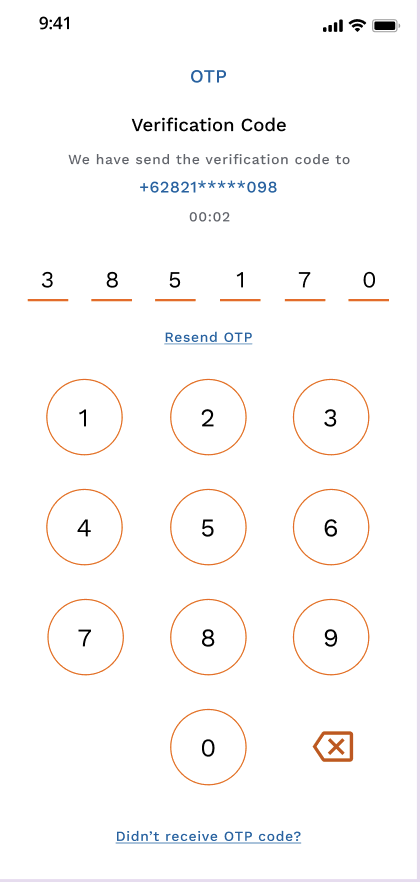 9:41
OTP
Verification Code
We have send the verification code to
+62821*****098
00:02
3 8 5 1 7 0
Resend OTP
1 2 3
4 5 6
7 8 9
0
Didn't receive OTP code?